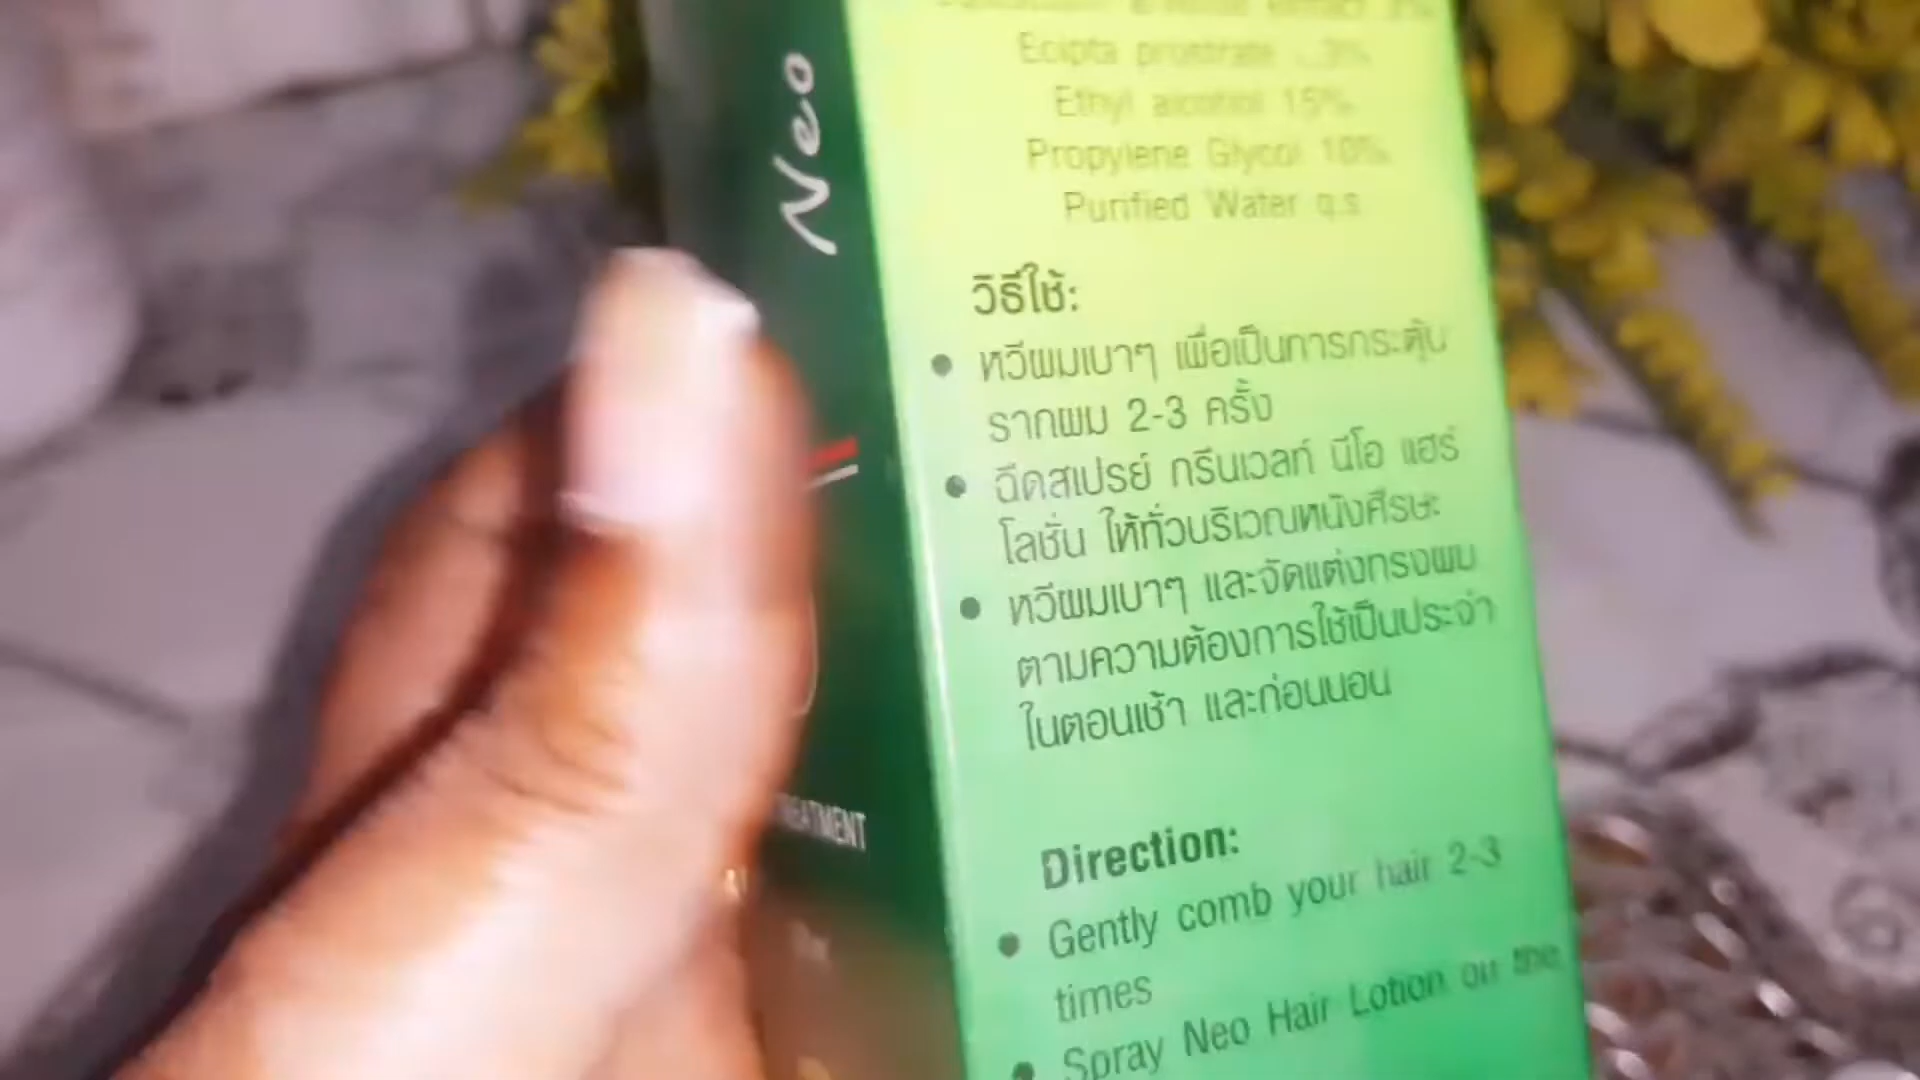 Neo
TREATMENT
Ecipta prostrate ...3%
Ethyl alcohol 15%
Propylene Glycol 10%
Purified Water q.s.
วิธีใช้:
• หวีผมเบาๆ เพื่อเป็นการกระตุ้น
รากผม 2-3 ครั้ง
• ฉีดสเปรย์ กรีนเวลท์ นีโอ แฮร์
โลชั่น ให้ทั่วบริเวณหนังศีรษะ
• หวีผมเบาๆ และจัดแต่งทรงผม
ตามความต้องการใช้เป็นประจำ
ในตอนเช้า และก่อนนอน
Direction:
• Gently comb your hair 2-3
times
• Spray Neo Hair Lotion on the